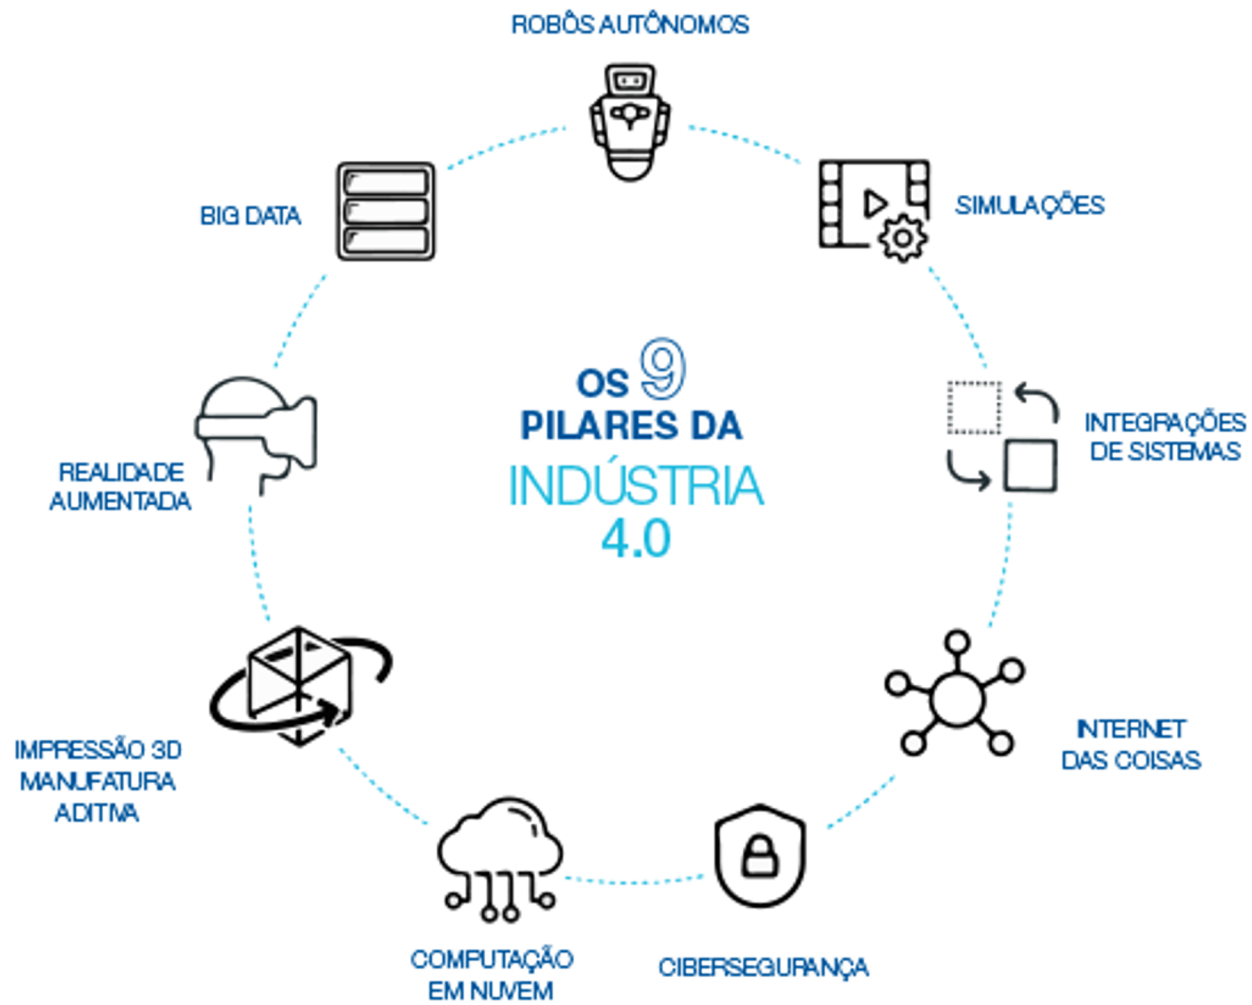 ROBÔS AUTÔNOMOS
SIMULAÇÕES
BIG DATA
OS 9
PILARES DA
INDÚSTRIA
4.0
INTEGRAÇÕES
DE SISTEMAS
REALIDADE
AUMENTADA
INTERNET
DAS COISAS
IMPRESSÃO 3D
MANUFATURA
ADITIVA
COMPUTAÇÃO
EM NUVEM
CIBERSEGURANÇA